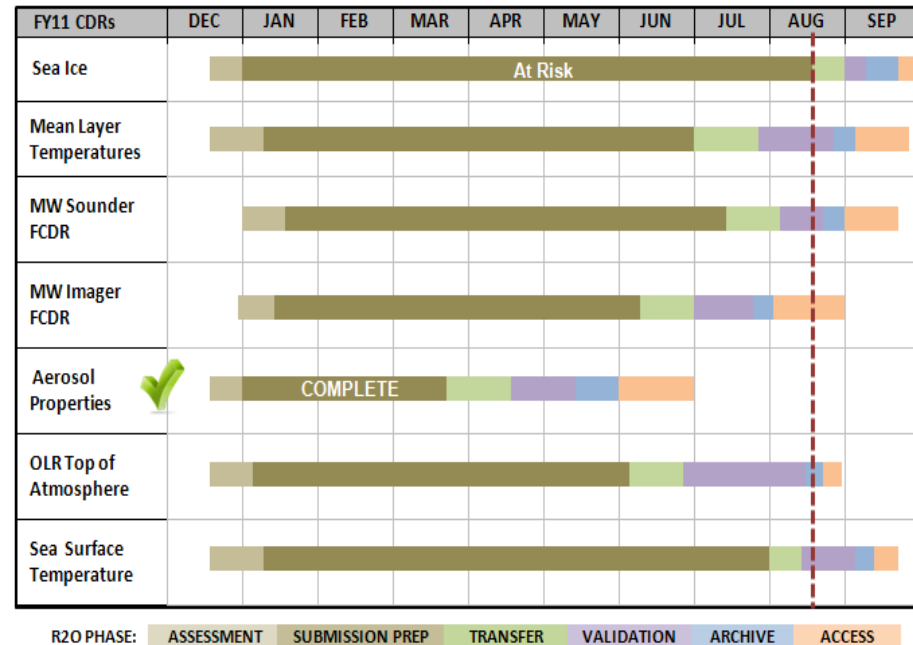 FY11 CDRs DEC JAN FEB MAR APR MAY JUN JUL AUG SEP
Sea Ice
At Risk
Mean Layer
Temperatures
MW Sounder
FCDR
MW Imager
FCDR
Aerosol
Properties
COMPLETE
OLR Top of
Atmosphere
Sea Surface
Temperature
R2O PHASE: ASSESSMENT SUBMISSION PREP TRANSFER VALIDATION ARCHIVE ACCESS